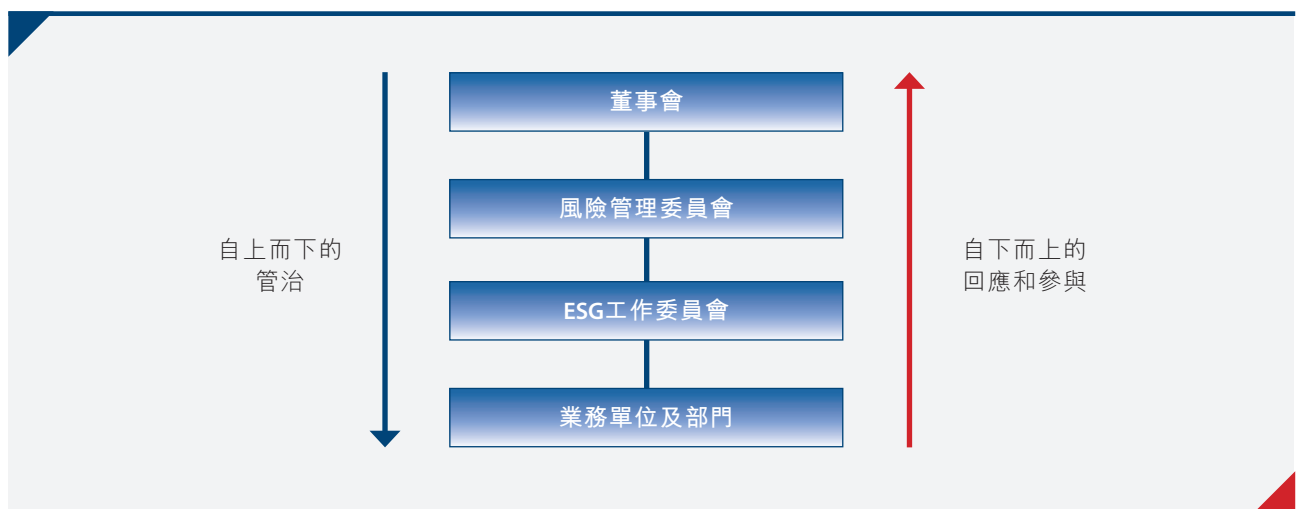 董事會
風險管理委員會
自上而下的
管治
自下而上的
回應和參與
ESG工作委員會
業務單位及部門